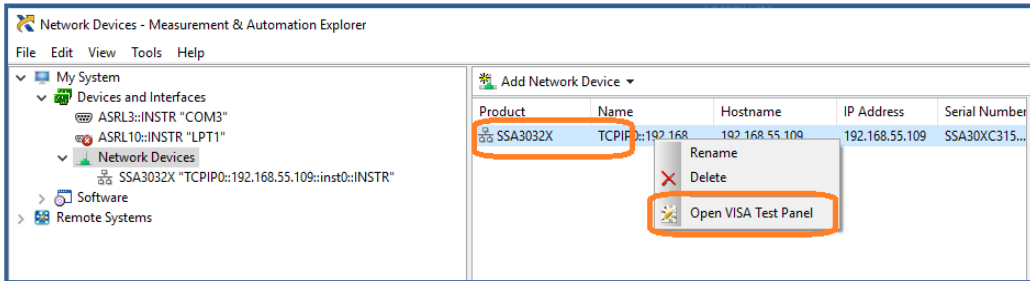 Network Devices - Measurement & Automation Explorer
File Edit View Tools Help
My System
Devices and Interfaces
ASRL3::INSTR "COM3"
ASRL10::INSTR "LPT1"
Network Devices
SSA3032X "TCPIP0::192.168.55.109::inst0::INSTR"
Software
Remote Systems
Add Network Device
Product Name Hostname IP Address Serial Number
SSA3032X TCPIP0::192.168 192.168.55.109 192.168.55.109 SSA30XC315...
Rename
Delete
Open VISA Test Panel